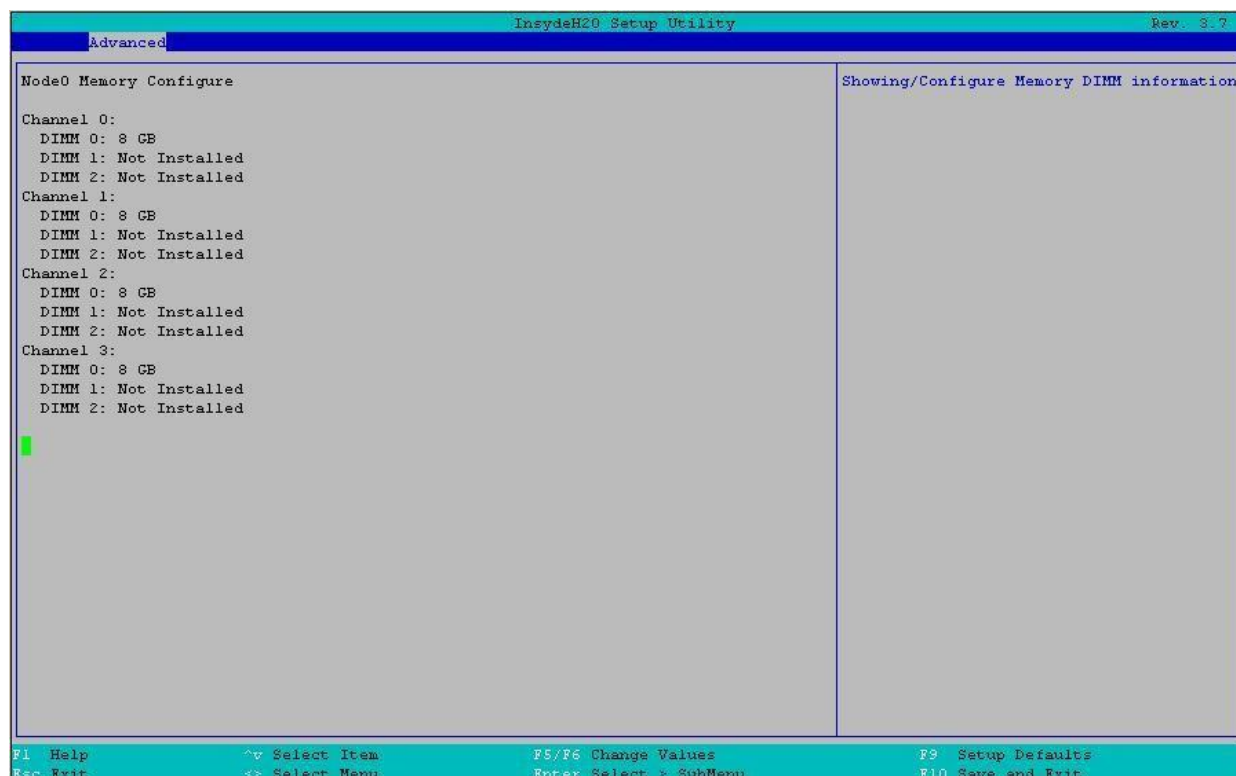 InsydeH20 Setup Utility Rev. 3.7
Advanced
Node0 Memory Configure
Showing/Configure Memory DIMM information
Channel 0:
DIMM 0: 8 GB
DIMM 1: Not Installed
DIMM 2: Not Installed
Channel 1:
DIMM 0: 8 GB
DIMM 1: Not Installed
DIMM 2: Not Installed
Channel 2:
DIMM 0: 8 GB
DIMM 1: Not Installed
DIMM 2: Not Installed
Channel 3:
DIMM 0: 8 GB
DIMM 1: Not Installed
DIMM 2: Not Installed
F1 Help ^v Select Item F5/F6 Change Values F9 Setup Defaults
Esc Exit <> Select Menu Enter Select > SubMenu F10 Save and Exit